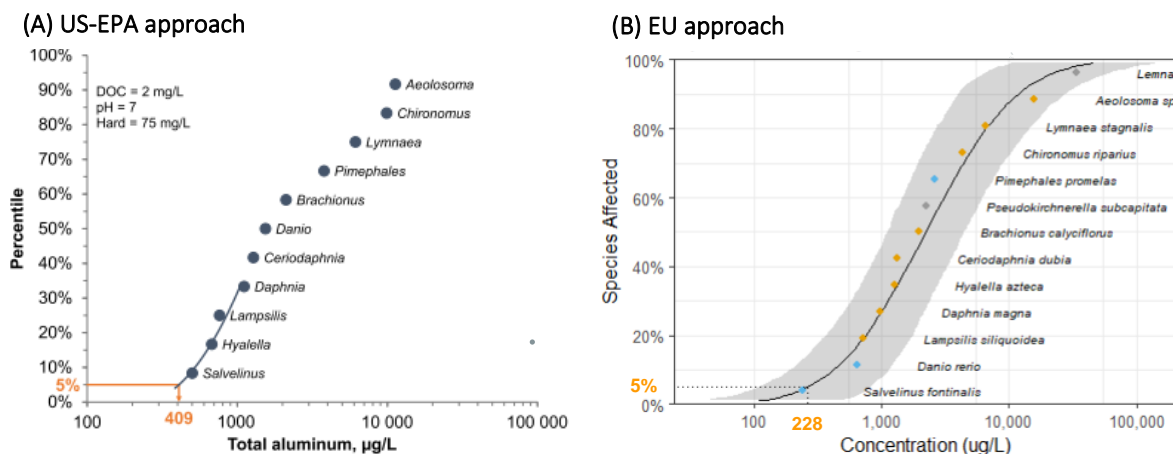 (A) US-EPA approach
100%
90%
80%
70%
60%
50%
40%
30%
20%
10%
5%
0%
Percentile
DOC = 2 mg/L
pH = 7
Hard = 75 mg/L
Aeolosoma
Chironomus
Lymnaea
Pimephales
Brachionus
Danio
Ceriodaphnia
Daphnia
Lampsilis
Hyalella
Salvelinus
100
409
1000
10 000
100 000
Total aluminum, µg/L
(B) EU approach
100%
80%
60%
40%
20%
5%
0%
Species Affected
Lemna
Aeolosoma sp
Lymnaea stagnalis
Chironomus riparius
Pimephales promelas
Pseudokirchnerella subcapitata
Brachionus calyciflorus
Ceriodaphnia dubia
Hyalella azteca
Daphnia magna
Lampsilis siliquoidea
Danio rerio
Salvelinus fontinalis
100
228
1,000
10,000
100,000
Concentration (ug/L)